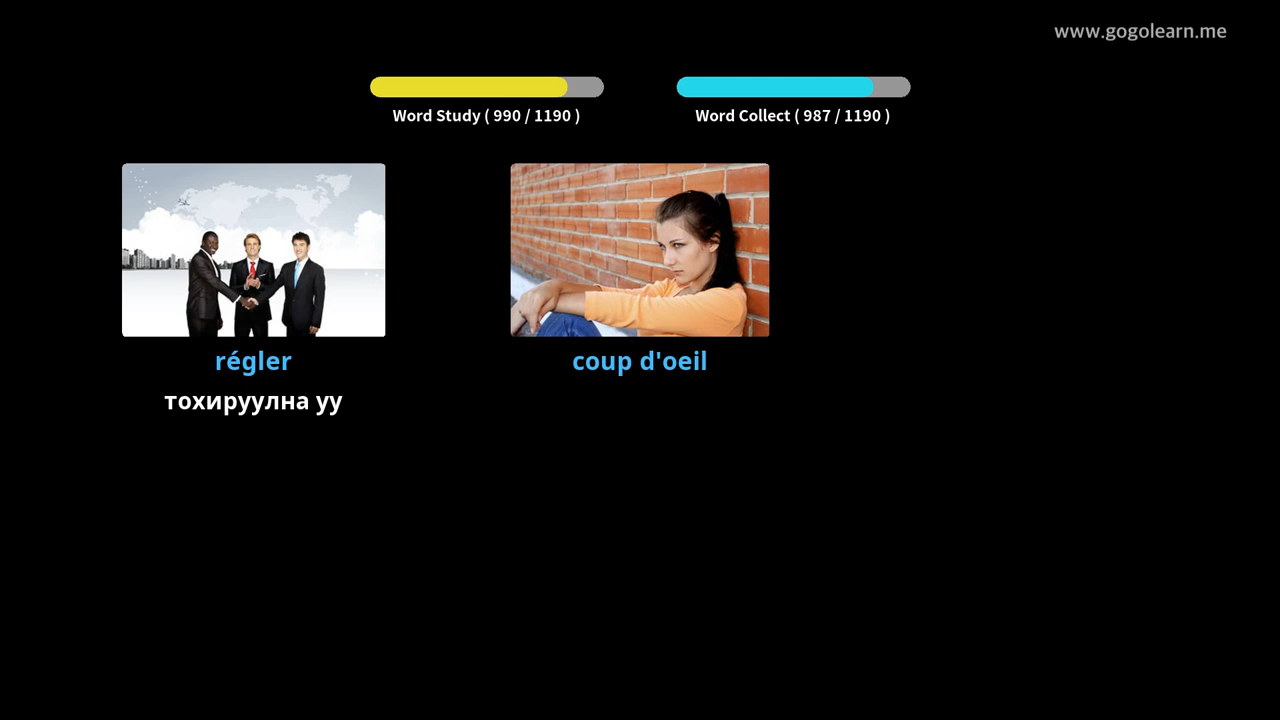 www.gogolearn.me
Word Study ( 990 / 1190 )
Word Collect ( 987 / 1190 )
régler
тохируулна уу
coup d'oeil